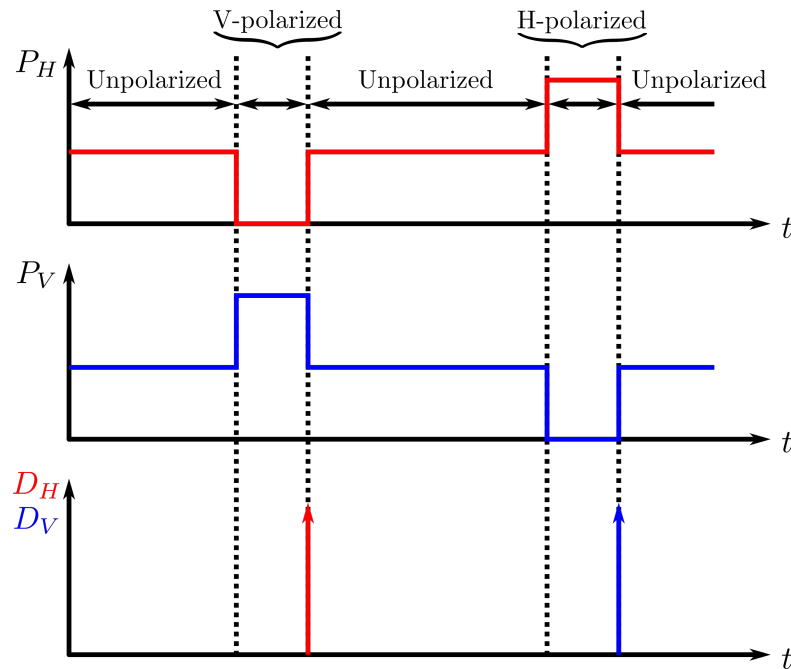 V-polarized H-polarized
P_H Unpolarized Unpolarized Unpolarized
t
P_V
t
D_H
D_V
t